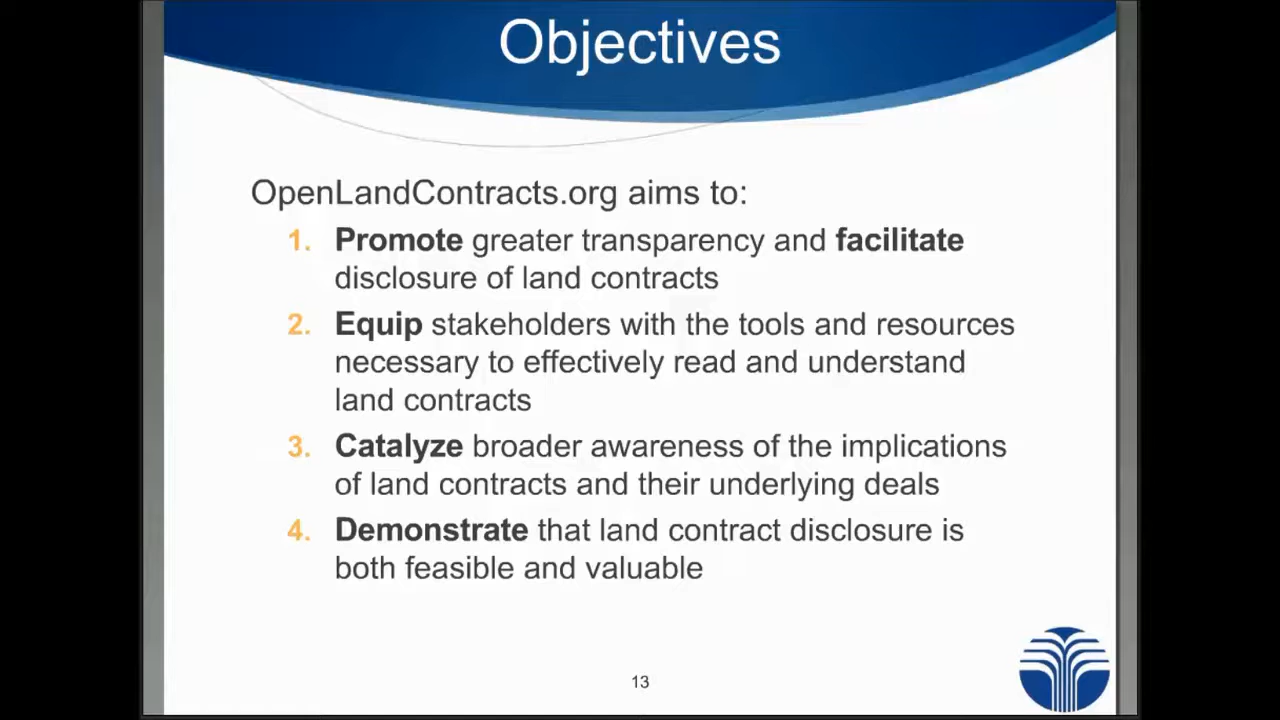 Objectives
OpenLandContracts.org aims to:
1. Promote greater transparency and facilitate
disclosure of land contracts
2. Equip stakeholders with the tools and resources
necessary to effectively read and understand
land contracts
3. Catalyze broader awareness of the implications
of land contracts and their underlying deals
4. Demonstrate that land contract disclosure is
both feasible and valuable
13